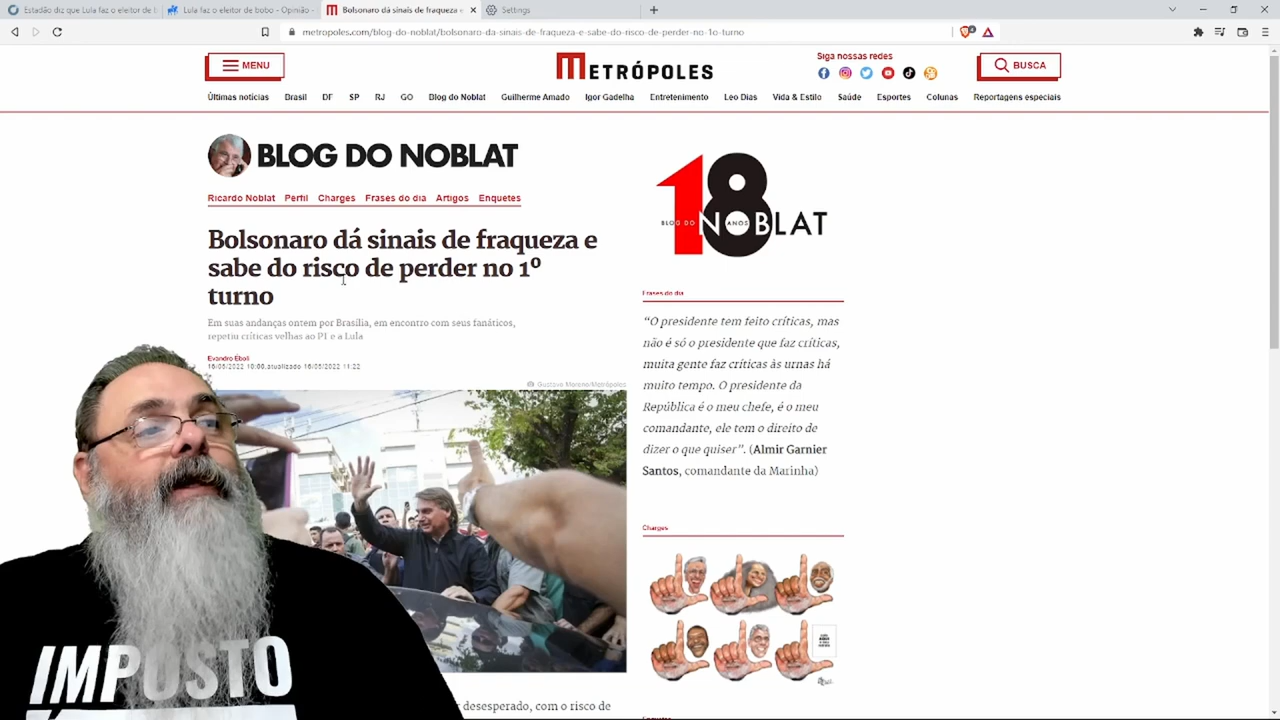 Estadão diz que Lula faz o eleitor de
Lula faz o eleitor de bobo - Opinião
Bolsonaro dá sinais de fraqueza e
Settings
metropoles.com/blog-do-noblat/bolsonaro-da-sinais-de-fraqueza-e-sabe-do-risco-de-perder-no-1o-turno
MENU
METRÓPOLES
Siga nossas redes
BUSCA
Últimas notícias Brasil DF SP RJ GO Blog do Noblat Guilherme Amado Igor Gadelha Entretenimento Leo Dias Vida & Estilo Saúde Esportes Colunas Reportagens especiais
BLOG DO NOBLAT
Ricardo Noblat Perfil Charges Frases do dia Artigos Enquetes
Bolsonaro dá sinais de fraqueza e
sabe do risco de perder no 1º
turno
Em suas andanças ontem por Brasília, em encontro com seus fanáticos,
repetiu críticas velhas ao PT e a Lula
Evandro Éboli
16/05/2022 10:00, atualizado 16/05/2022 11:22
Gustavo Moreno/Metrópoles
desesperado, com o risco de
18
BLOG DO NOBLAT ANOS
Frases do dia
“O presidente tem feito críticas, mas
não é só o presidente que faz críticas,
muita gente faz críticas às urnas há
muito tempo. O presidente da
República é o meu chefe, é o meu
comandante, ele tem o direito de
dizer o que quiser”. (Almir Garnier
Santos, comandante da Marinha)
Charges
IMPOSTO